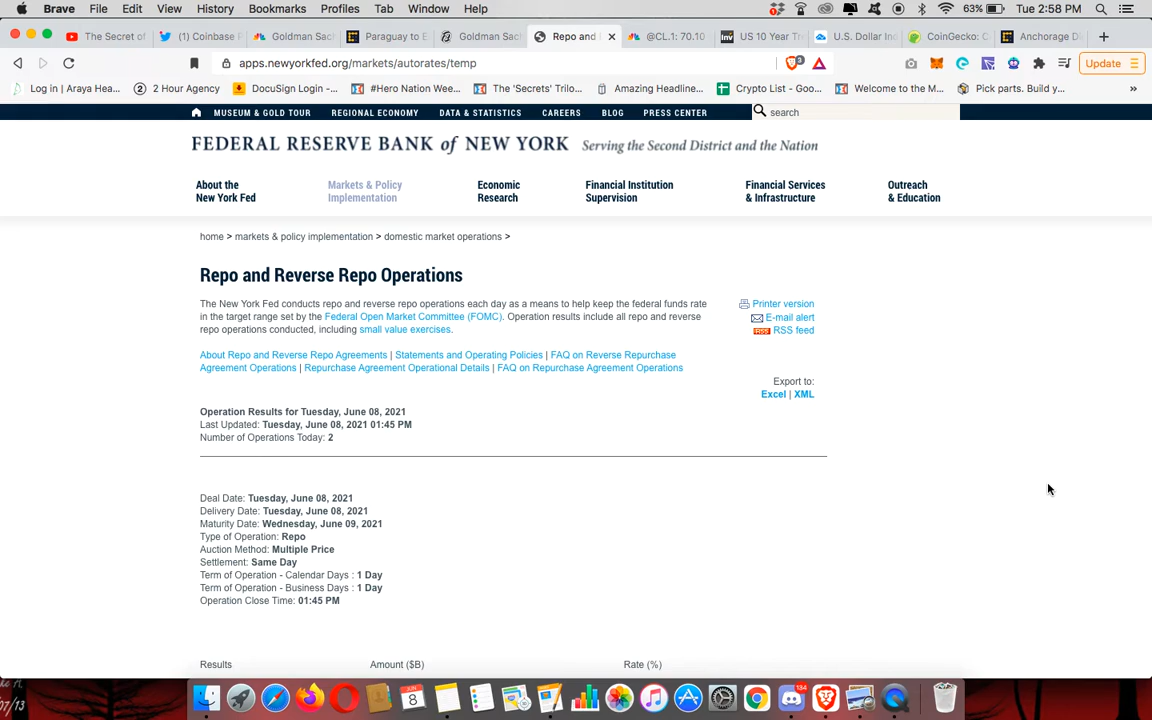 Brave File Edit View History Bookmarks Profiles Tab Window Help 63% Tue 2:58 PM
The Secret of (1) Coinbase P Goldman Sach Paraguay to B Goldman Sach Repo and @CL.1: 70.10 US 10 Year Tr U.S. Dollar Ind CoinGecko: C Anchorage Di
apps.newyorkfed.org/markets/autorates/temp 3 Update
Log in | Araya Hea... 2 Hour Agency DocuSign Login -... #Hero Nation Wee... The 'Secrets' Trilo... Amazing Headline... Crypto List - Goo... Welcome to the M... Pick parts. Build y... »
MUSEUM & GOLD TOUR REGIONAL ECONOMY DATA & STATISTICS CAREERS BLOG PRESS CENTER search
FEDERAL RESERVE BANK of NEW YORK Serving the Second District and the Nation
About the Markets & Policy Economic Financial Institution Financial Services Outreach
New York Fed Implementation Research Supervision & Infrastructure & Education
home > markets & policy implementation > domestic market operations >
Repo and Reverse Repo Operations
The New York Fed conducts repo and reverse repo operations each day as a means to help keep the federal funds rate
in the target range set by the Federal Open Market Committee (FOMC). Operation results include all repo and reverse
repo operations conducted, including small value exercises.
Printer version
E-mail alert
RSS RSS feed
About Repo and Reverse Repo Agreements | Statements and Operating Policies | FAQ on Reverse Repurchase
Agreement Operations | Repurchase Agreement Operational Details | FAQ on Repurchase Agreement Operations
Export to:
Excel | XML
Operation Results for Tuesday, June 08, 2021
Last Updated: Tuesday, June 08, 2021 01:45 PM
Number of Operations Today: 2
Deal Date: Tuesday, June 08, 2021
Delivery Date: Tuesday, June 08, 2021
Maturity Date: Wednesday, June 09, 2021
Type of Operation: Repo
Auction Method: Multiple Price
Settlement: Same Day
Term of Operation - Calendar Days : 1 Day
Term of Operation - Business Days : 1 Day
Operation Close Time: 01:45 PM
Results Amount ($B) Rate (%)
07/13
JUN
8
134